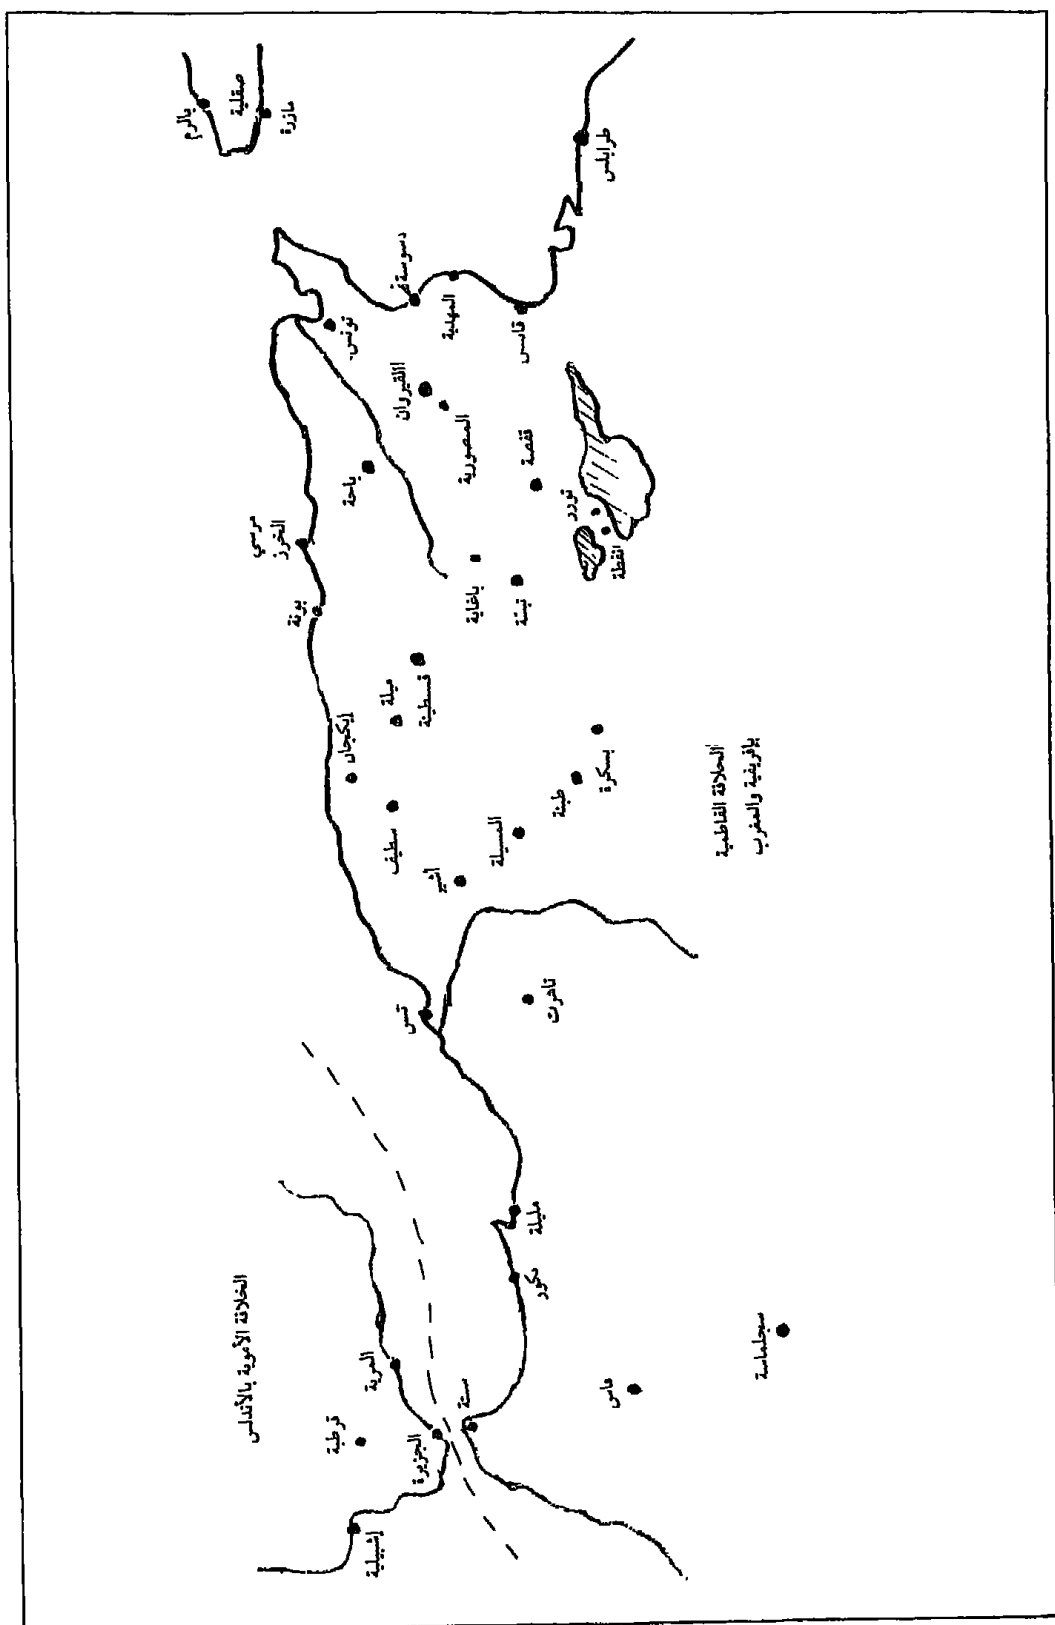 الخلافة الأموية بالأندلس
إشبيلية
قرطبة
الجزيرة
المرية
سبتة
فاس
سجلماسة
نكور
مليلة
تنس
تاهرت
أشير
المسيلة
طبنة
بسكرة
سطيف
إيكجان
ميلة
قسطينة
بونة
مرسي
الخرز
باغاية
تبسة
باجة
القيروان
المنصورية
قفصة
توزر
نفطة
تونس
سوسة
المهدية
قابس
طرابلس
بالرم
صقلية
مازرة
الخلافة الفاطمية
بإفريقية والمغرب